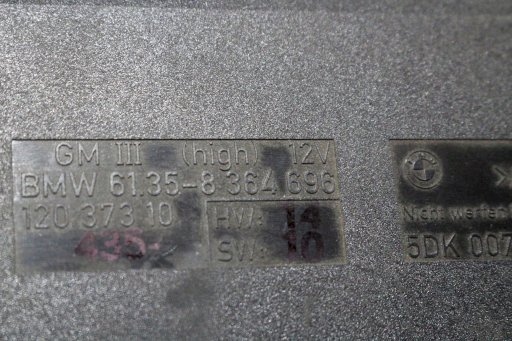 GM III (high) 12V
BMW 61.35-8 364 696
120 373 10
HW: 14
SW: 10
435-
Nicht werfen
5DK 007